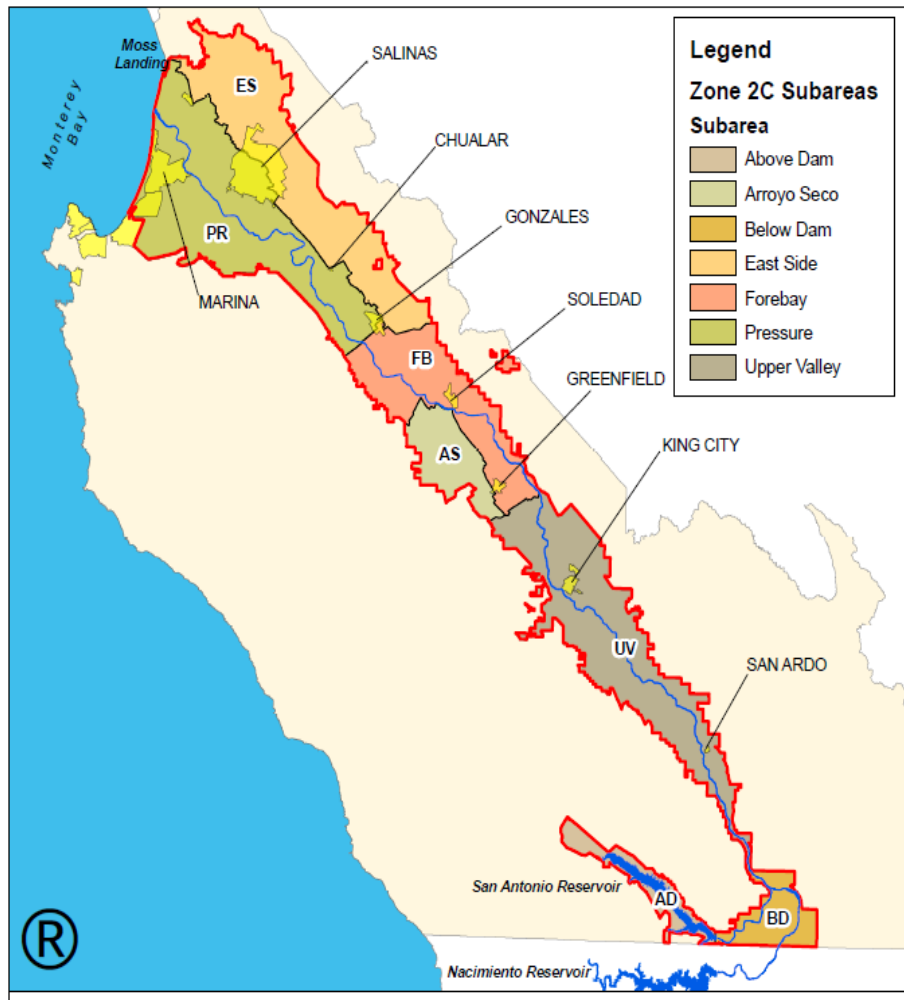 Moss
Landing
SALINAS
ES
Monterey
Bay
CHUALAR
GONZALES
PR
MARINA
SOLEDAD
FB
GREENFIELD
AS
KING CITY
UV
SAN ARDO
San Antonio Reservoir
AD
BD
Nacimiento Reservoir
®
Legend
Zone 2C Subareas
Subarea
Above Dam
Arroyo Seco
Below Dam
East Side
Forebay
Pressure
Upper Valley